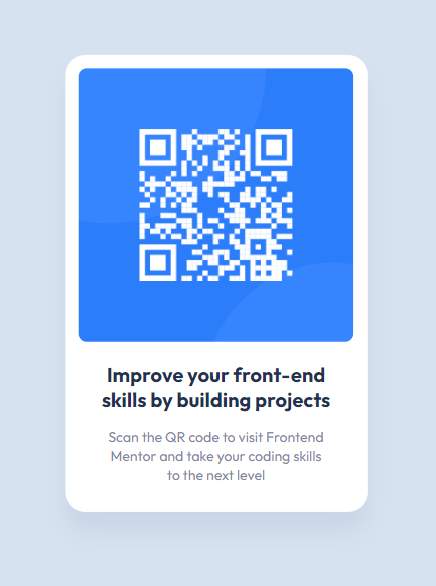 Improve your front-end
skills by building projects
Scan the QR code to visit Frontend
Mentor and take your coding skills
to the next level